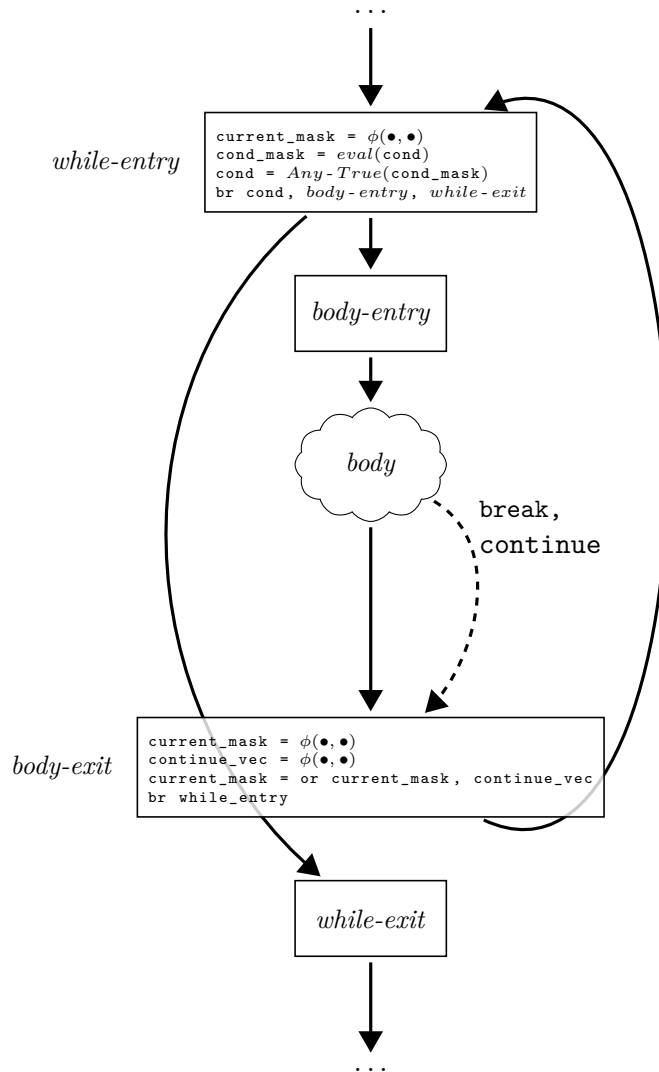 ...
while-entry
current_mask = ϕ(•, •)
cond_mask = eval(cond)
cond = Any-True(cond_mask)
br cond, body-entry, while-exit
body-entry
body
break,
continue
body-exit
current_mask = ϕ(•, •)
continue_vec = ϕ(•, •)
current_mask = or current_mask, continue_vec
br while_entry
while-exit
...